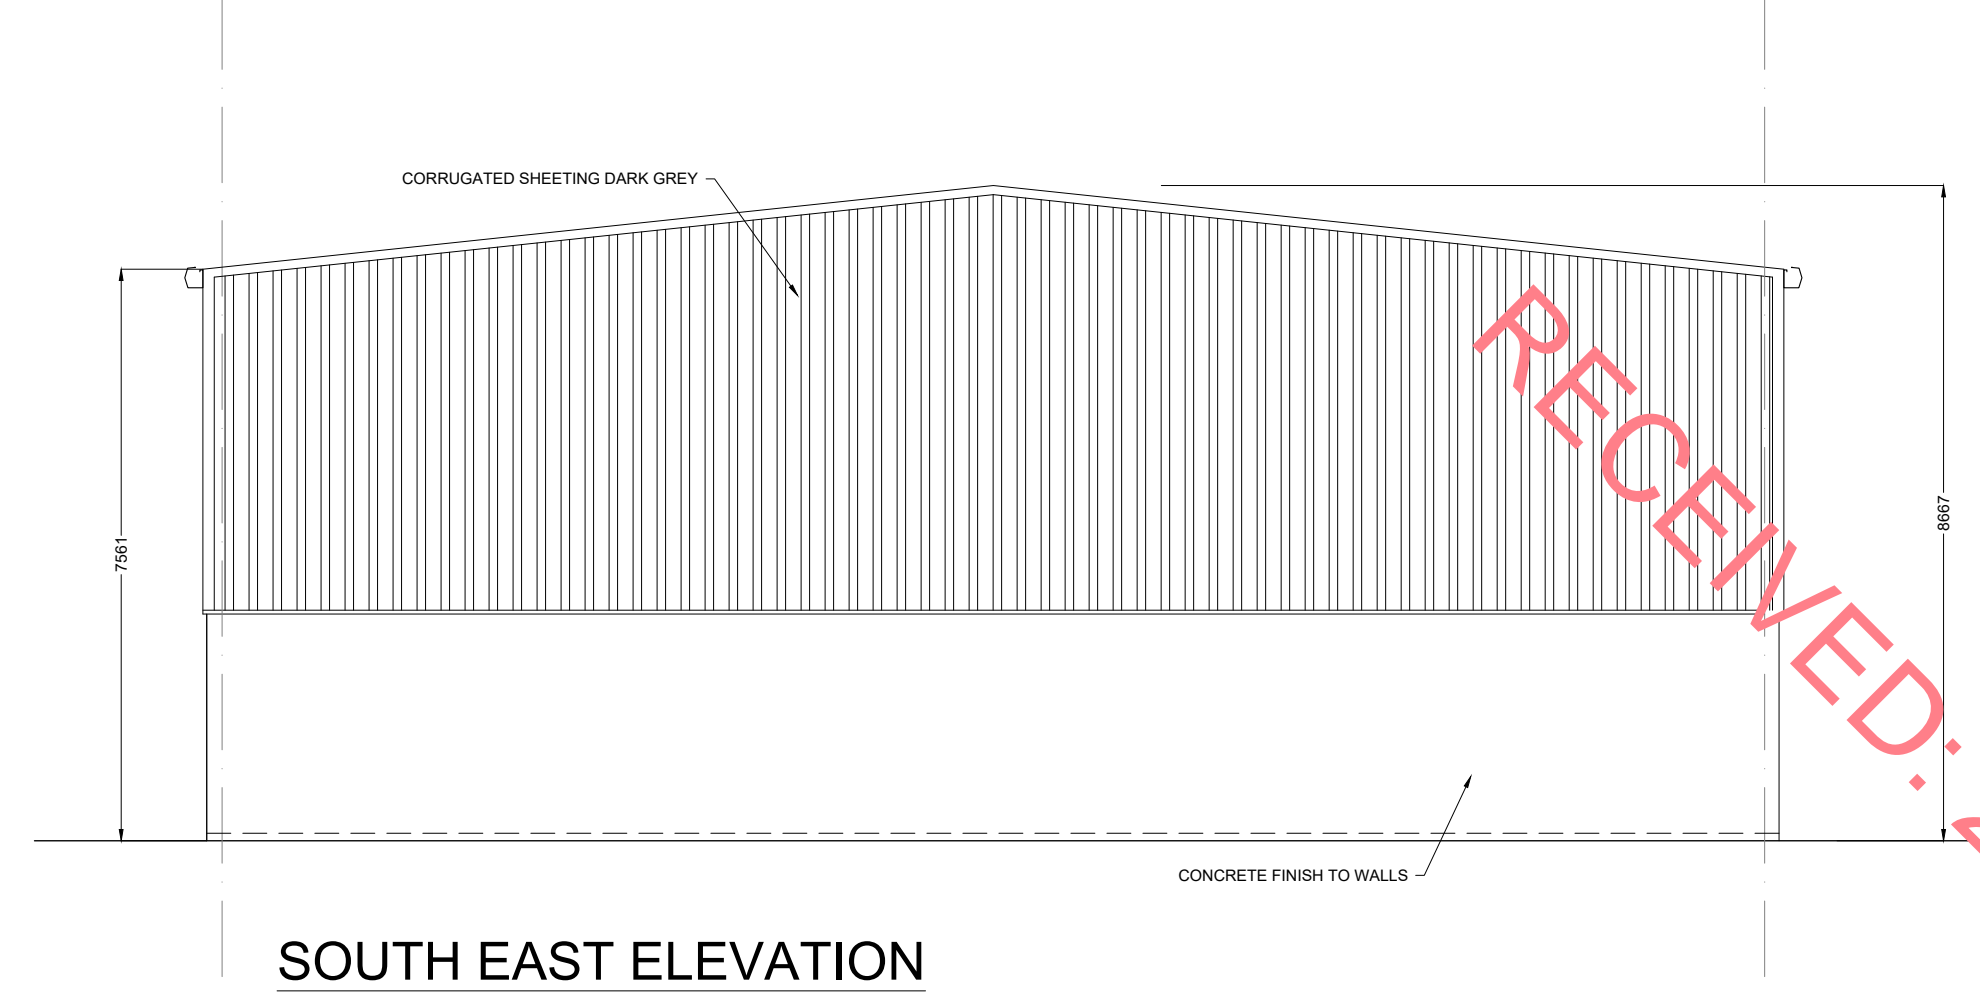 CORRUGATED SHEETING DARK GREY
7561
8667
RECEIVED:
CONCRETE FINISH TO WALLS
SOUTH EAST ELEVATION